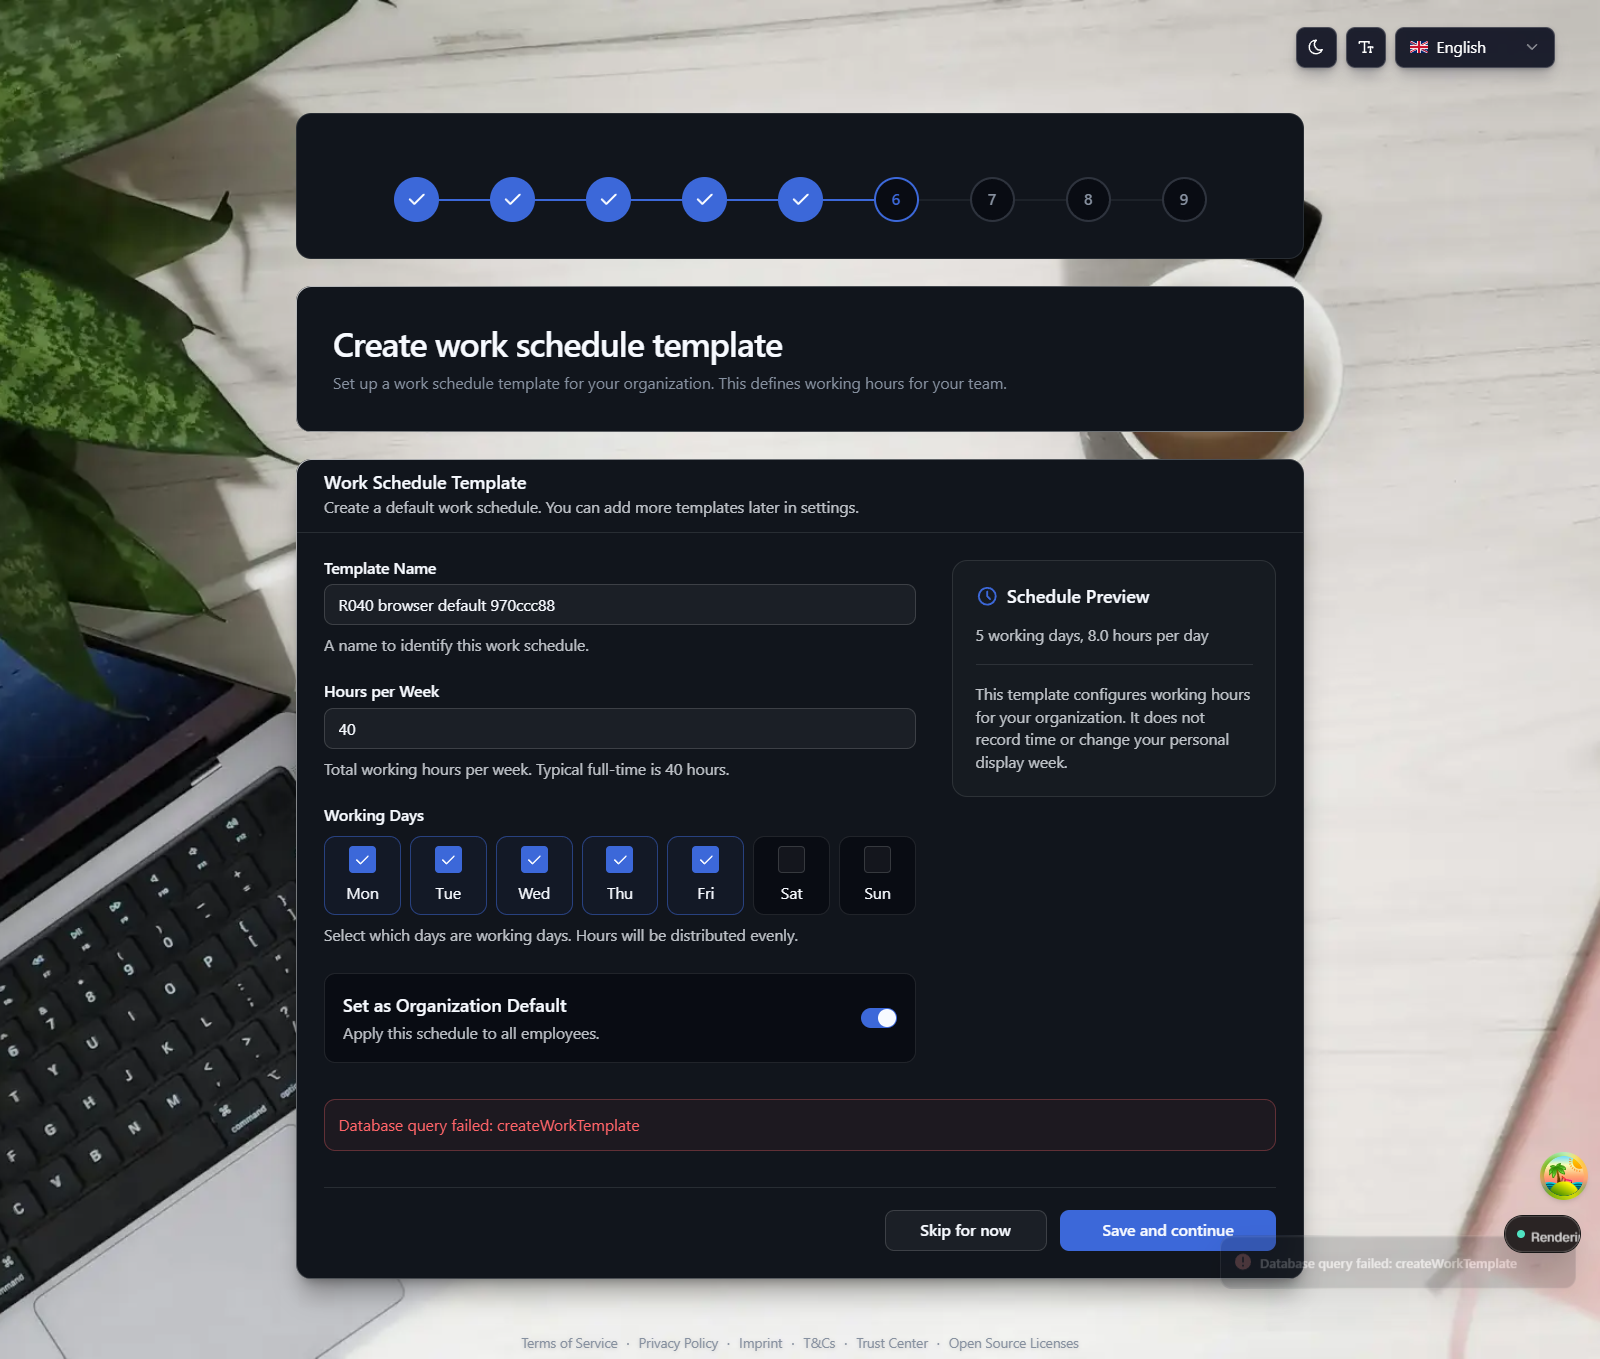 English
6
7
8
9
Create work schedule template
Set up a work schedule template for your organization. This defines working hours for your team.
Work Schedule Template
Create a default work schedule. You can add more templates later in settings.
Template Name
R040 browser default 970ccc88
A name to identify this work schedule.
Hours per Week
40
Total working hours per week. Typical full-time is 40 hours.
Working Days
Mon Tue Wed Thu Fri Sat Sun
Select which days are working days. Hours will be distributed evenly.
Set as Organization Default
Apply this schedule to all employees.
Schedule Preview
5 working days, 8.0 hours per day
This template configures working hours
for your organization. It does not
record time or change your personal
display week.
Database query failed: createWorkTemplate
Skip for now
Save and continue
Renderi
Database query failed: createWorkTemplate
Terms of Service · Privacy Policy · Imprint · T&Cs · Trust Center · Open Source Licenses